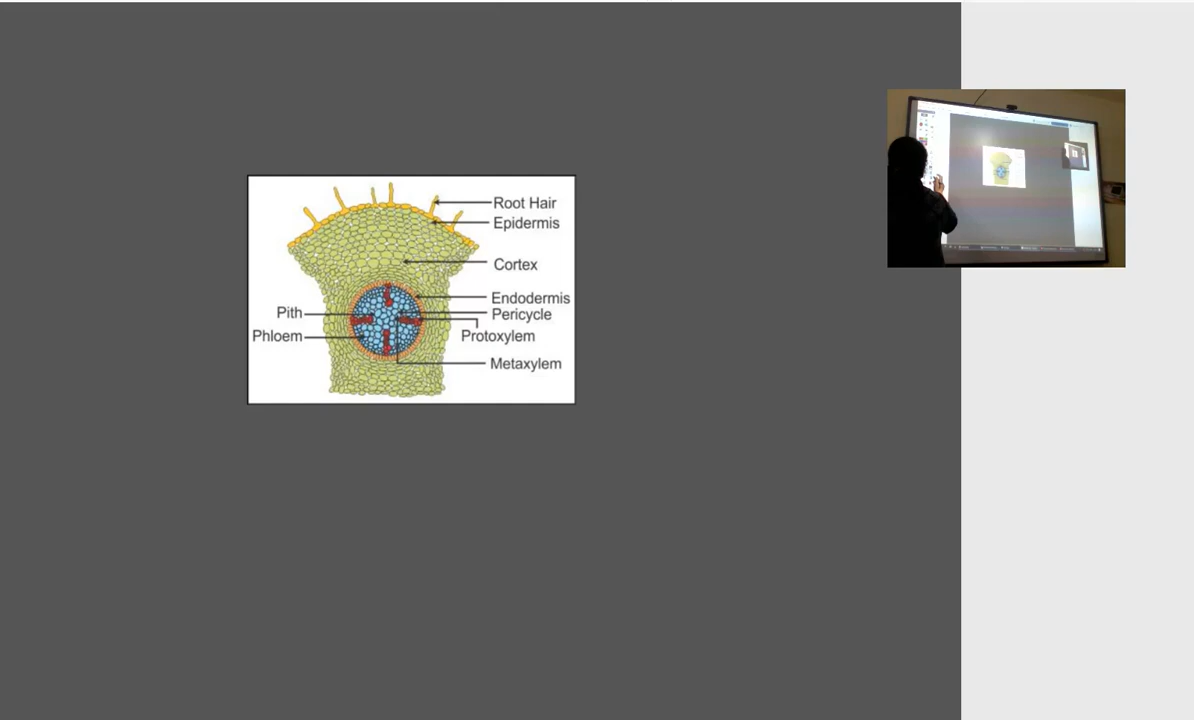 Root Hair
Epidermis
Cortex
Endodermis
Pith
Pericycle
Phloem
Protoxylem
Metaxylem